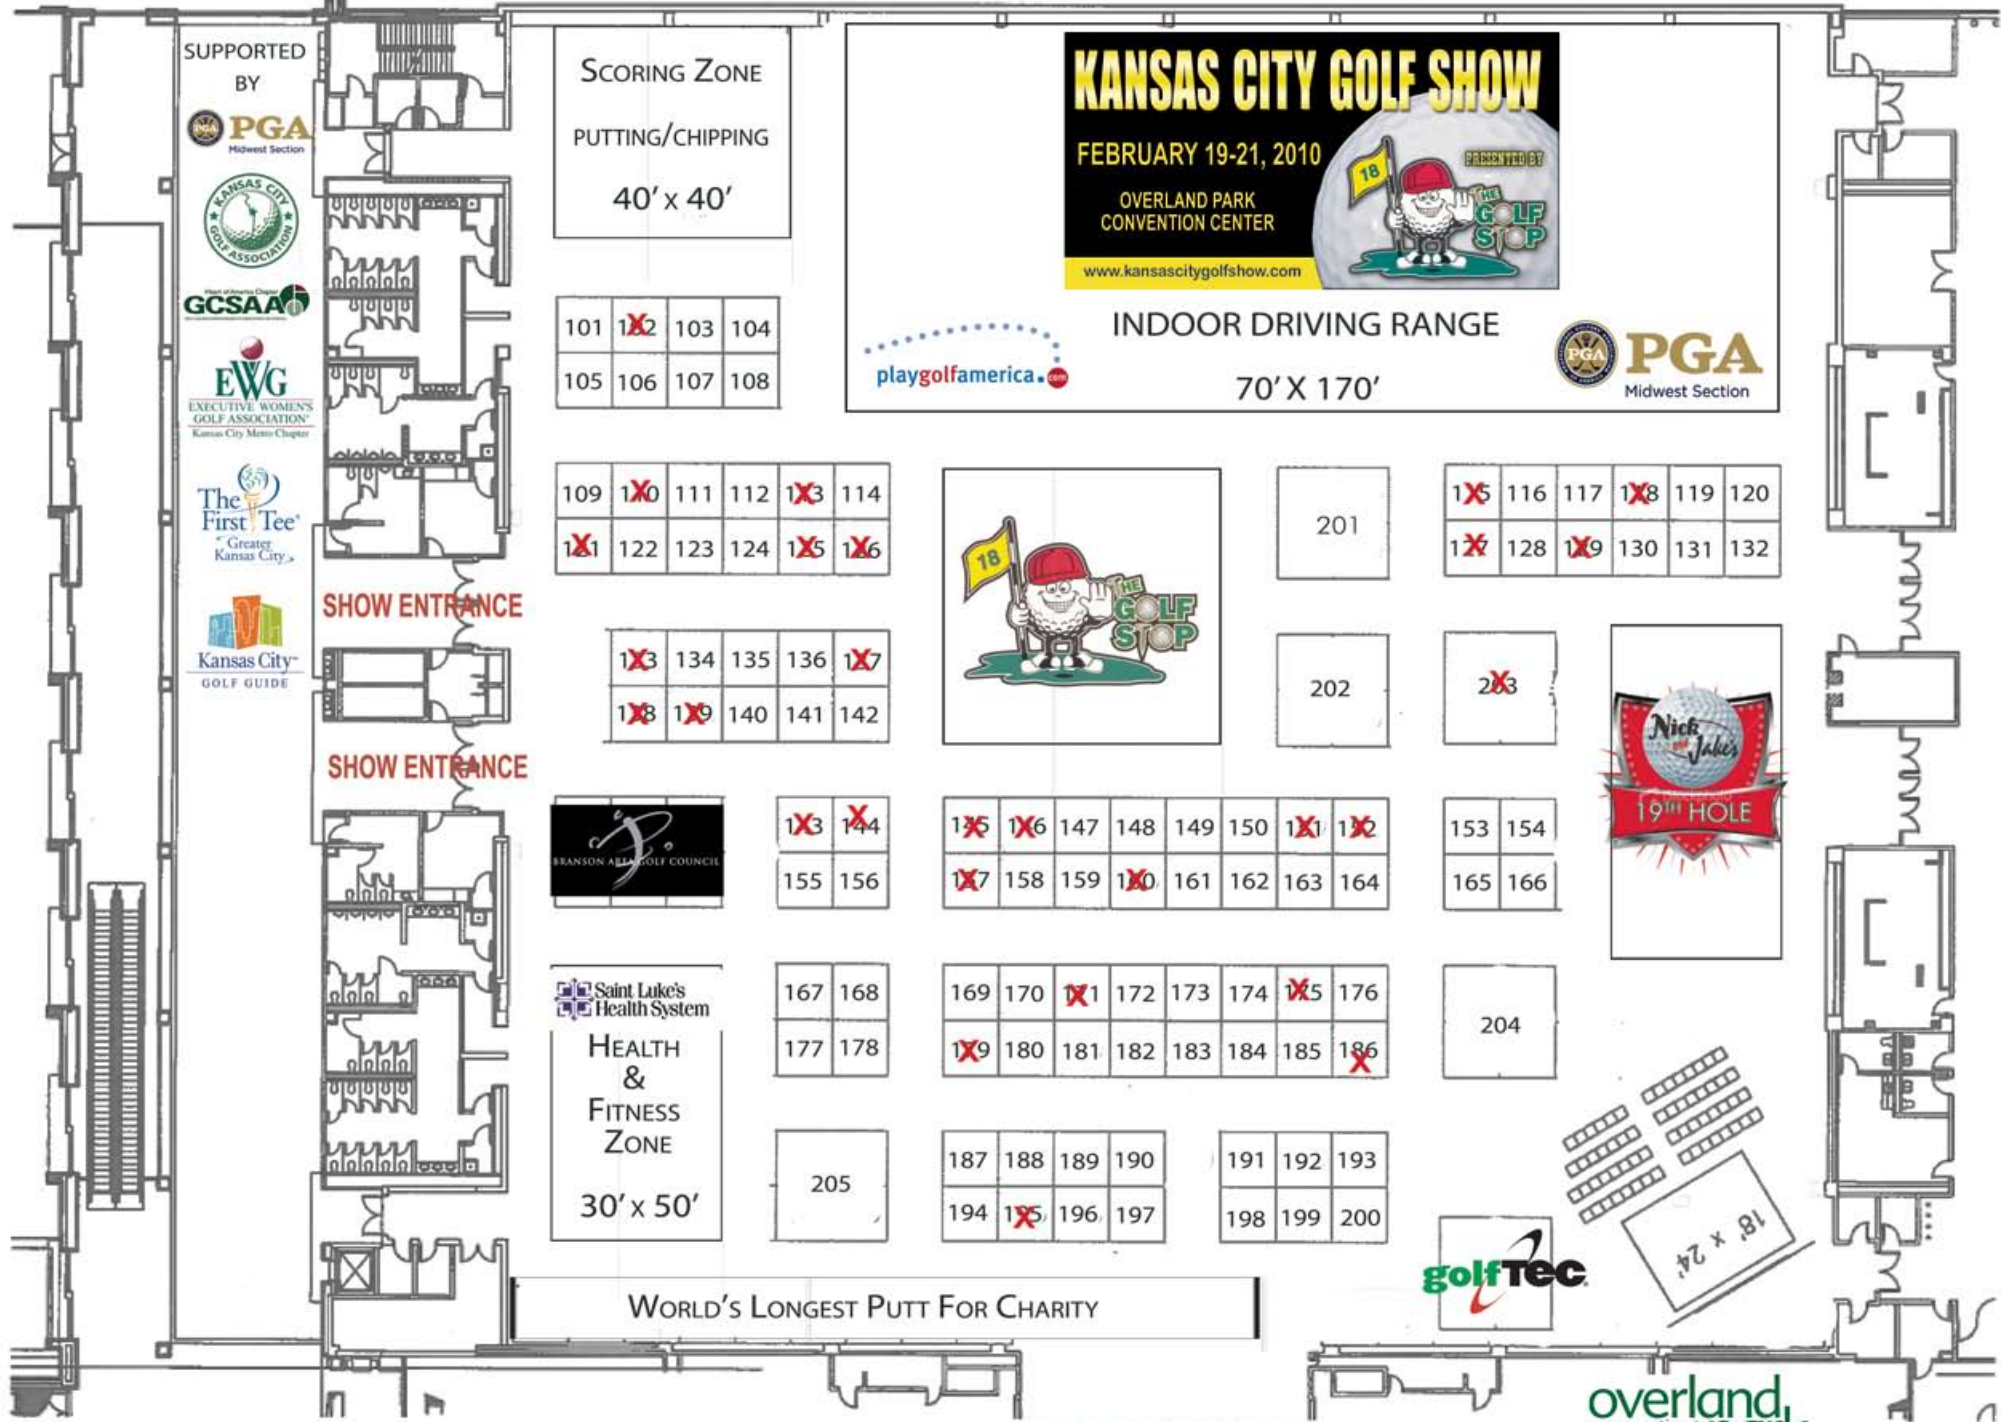 SUPPORTED
BY
PGA
Midwest Section
KANSAS CITY
GOLF ASSOCIATION
Heart of America Chapter
GCSAA
EWG
EXECUTIVE WOMEN'S
GOLF ASSOCIATION
Kansas City Metro Chapter
The
First Tee
Greater
Kansas City
Kansas City
GOLF GUIDE
SHOW ENTRANCE
SHOW ENTRANCE
SCORING ZONE
PUTTING/CHIPPING
40' x 40'
KANSAS CITY GOLF SHOW
FEBRUARY 19-21, 2010
PRESENTED BY
OVERLAND PARK
CONVENTION CENTER
www.kansascitygolfshow.com
18
THE
GOLF
STOP
INDOOR DRIVING RANGE
70' X 170'
playgolfamerica.com
PGA
PGA
Midwest Section
101 102 103 104
105 106 107 108
109 110 111 112 113 114
121 122 123 124 125 126
18
THE
GOLF
STOP
201
115 116 117 118 119 120
127 128 129 130 131 132
133 134 135 136 137
138 139 140 141 142
202
203
Nick and Jake's
19TH HOLE
BRANSON AREA GOLF COUNCIL
143 144
155 156
145 146 147 148 149 150 151 152
157 158 159 160 161 162 163 164
153 154
165 166
Saint Luke's
Health System
HEALTH
&
FITNESS
ZONE
30' x 50'
167 168
177 178
169 170 171 172 173 174 175 176
179 180 181 182 183 184 185 186
204
205
187 188 189 190
194 195 196 197
191 192 193
198 199 200
golfTEC
18' x 24'
WORLD'S LONGEST PUTT FOR CHARITY
overland